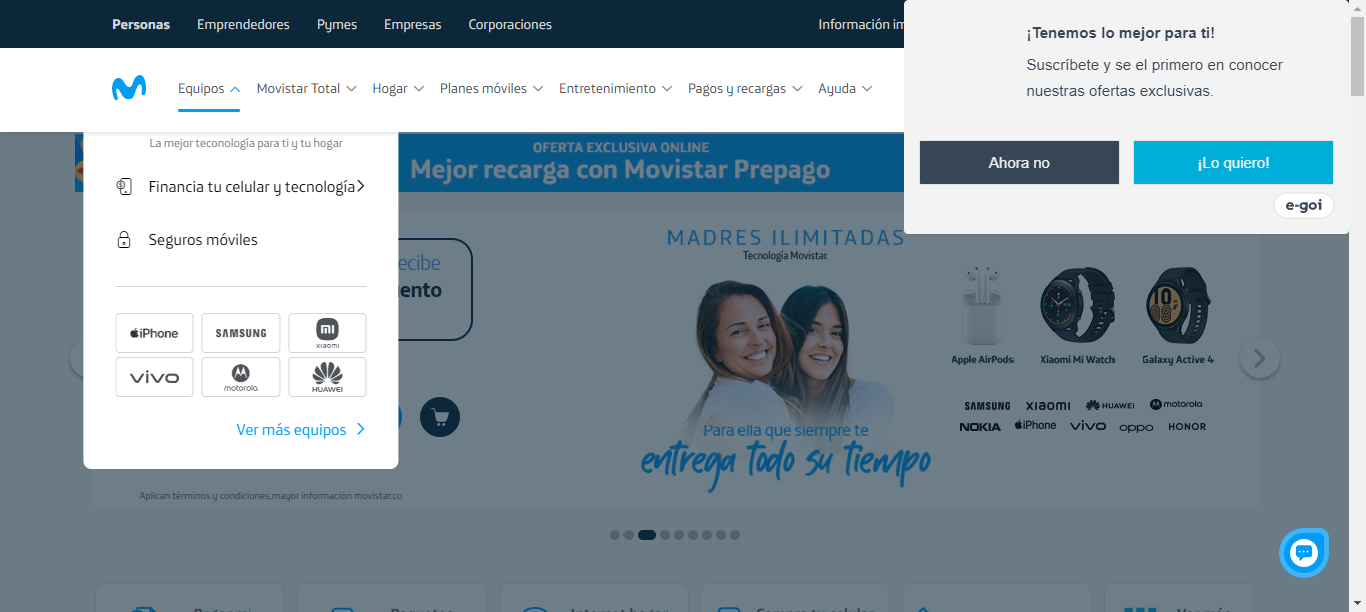 Personas Emprendedores Pymes Empresas Corporaciones Información im
¡Tenemos lo mejor para ti!
Suscríbete y se el primero en conocer
nuestras ofertas exclusivas.
Ahora no ¡Lo quiero!
e-goi
Equipos Movistar Total Hogar Planes móviles Entretenimiento Pagos y recargas Ayuda
La mejor teconología para ti y tu hogar
Financia tu celular y tecnología
Seguros móviles
iPhone SAMSUNG mi xiaomi
vivo motorola HUAWEI
Ver más equipos
OFERTA EXCLUSIVA ONLINE
Mejor recarga con Movistar Prepago
ecibe
ento
MADRES ILIMITADAS
Tecnología Movistar.
Para ella que siempre te
entrega todo su tiempo
Apple AirPods Xiaomi Mi Watch Galaxy Active 4
SAMSUNG xiaomi HUAWEI motorola
NOKIA iPhone vivo oppo HONOR
Aplican términos y condiciones,mayor información movistar.co